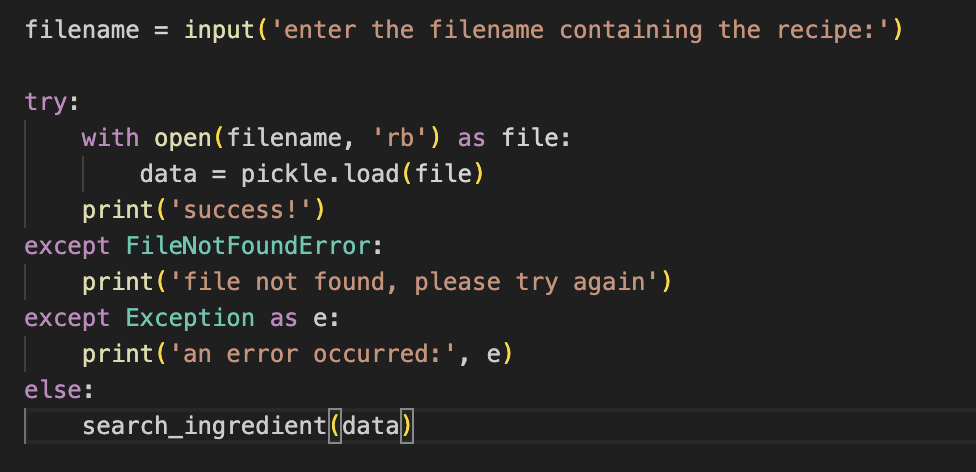 filename = input('enter the filename containing the recipe:')
try:
    with open(filename, 'rb') as file:
        data = pickle.load(file)
    print('success!')
except FileNotFoundError:
    print('file not found, please try again')
except Exception as e:
    print('an error occurred:', e)
else:
    search_ingredient(data)